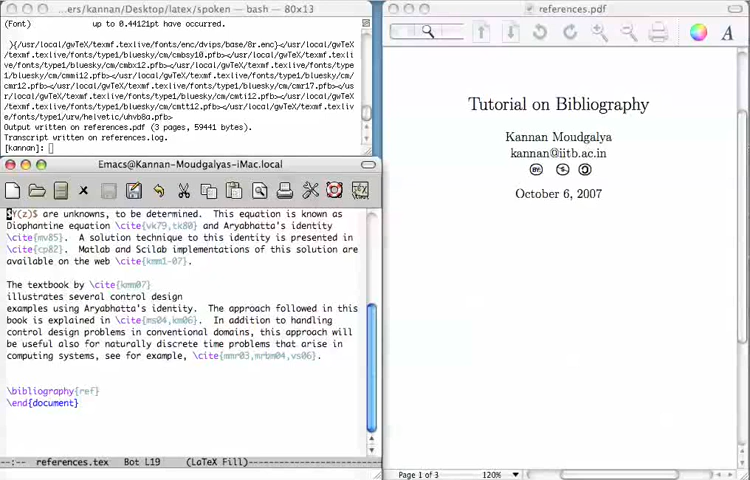 ...ers/kannan/Desktop/latex/spoken — bash — 80x13
(Font)              up to 0.44121pt have occurred.
){/usr/local/gwTeX/texmf.texlive/fonts/enc/dvips/base/8r.enc}</usr/local/gwTeX/
texmf.texlive/fonts/type1/bluesky/cm/cmbsy10.pfb></usr/local/gwTeX/texmf.texliv
e/fonts/type1/bluesky/cm/cmbx12.pfb></usr/local/gwTeX/texmf.texlive/fonts/type1
/bluesky/cm/cmmi12.pfb></usr/local/gwTeX/texmf.texlive/fonts/type1/bluesky/cm/
cmr12.pfb></usr/local/gwTeX/texmf.texlive/fonts/type1/bluesky/cm/cmr17.pfb></us
r/local/gwTeX/texmf.texlive/fonts/type1/bluesky/cm/cmsy10.pfb></usr/local/gwTeX
/texmf.texlive/fonts/type1/bluesky/cm/cmtt12.pfb></usr/local/gwTeX/texmf.texliv
e/fonts/type1/urw/helvetic/uhvb8a.pfb>
Output written on references.pdf (3 pages, 59441 bytes).
Transcript written on references.log.
[kannan]:
Emacs@Kannan-Moudgalyas-iMac.local
$Y(z)$ are unknowns, to be determined.  This equation is known as
Diophantine equation \cite{vk79,tk80} and Aryabhatta's identity
\cite{mv85}.  A solution technique to this identity is presented in
\cite{cp82}.  Matlab and Scilab implementations of this solution are
available on the web \cite{kmm1-07}.
The textbook by \cite{kmm07}
illustrates several control design
examples using Aryabhatta's identity.  The approach followed in this
book is explained in \cite{ms04,km06}.  In addition to handling
control design problems in conventional domains, this approach will
be useful also for naturally discrete time problems that arise in
computing systems, see for example, \cite{mmr03,mrbm04,vs06}.
\bibliography{ref}
\end{document}
--:-- references.tex   Bot L19   (LaTeX Fill)
references.pdf
A
Tutorial on Bibliography
Kannan Moudgalya
kannan@iitb.ac.in
BY:
October 6, 2007
Page 1 of 3
120%